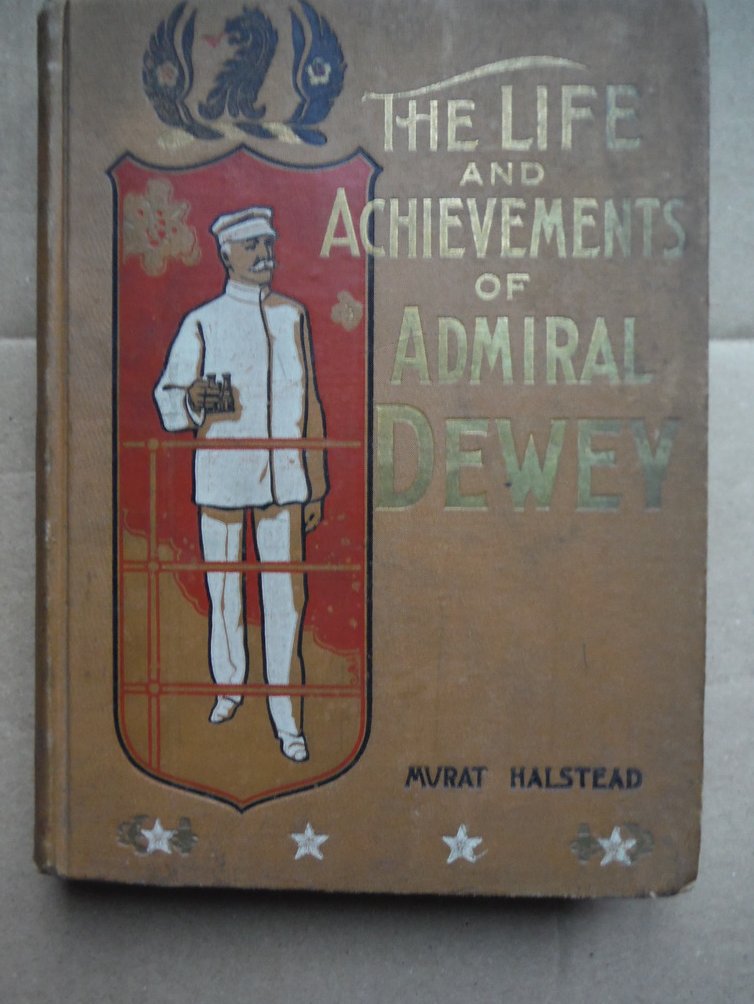 THE LIFE
AND
ACHIEVEMENTS
OF
ADMIRAL
DEWEY
MVRAT HALSTEAD